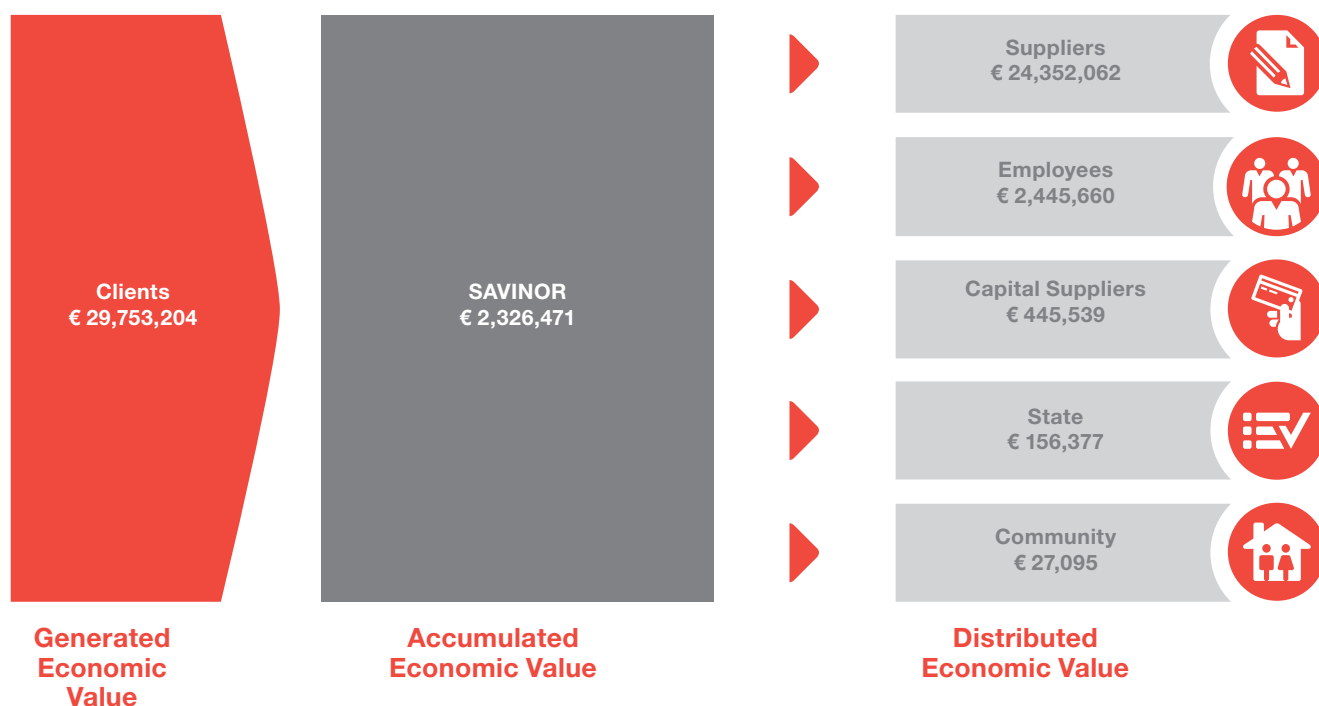 Clients
€ 29,753,204
Generated
Economic
Value
SAVINOR
€ 2,326,471
Accumulated
Economic Value
Suppliers
€ 24,352,062
Employees
€ 2,445,660
Capital Suppliers
€ 445,539
State
€ 156,377
Community
€ 27,095
Distributed
Economic Value